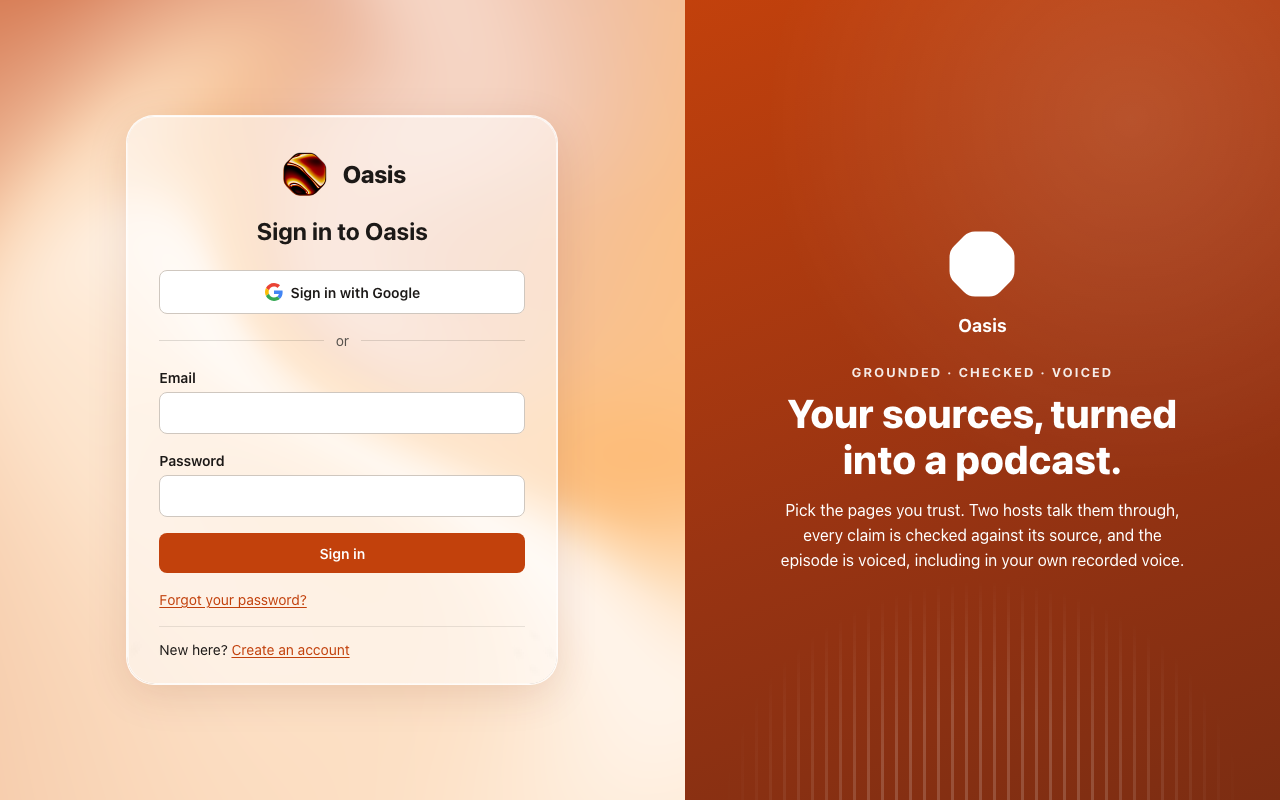 Oasis
Sign in to Oasis
Sign in with Google
or
Email
Password
Sign in
Forgot your password?
New here? Create an account
Oasis
GROUNDED · CHECKED · VOICED
Your sources, turned
into a podcast.
Pick the pages you trust. Two hosts talk them through,
every claim is checked against its source, and the
episode is voiced, including in your own recorded voice.